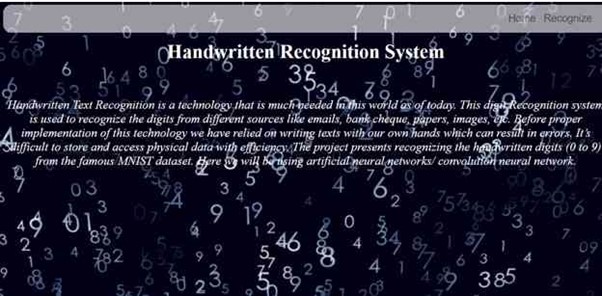 Home Recognize
Handwritten Recognition System
Handwritten Text Recognition is a technology that is much needed in this world as of today. This digit Recognition system
is used to recognize the digits from different sources like emails, bank cheque, papers, images, etc. Before proper
implementation of this technology we have relied on writing texts with our own hands which can result in errors. It's
difficult to store and access physical data with efficiency. The project presents recognizing the handwritten digits (0 to 9)
from the famous MNIST dataset. Here we will be using artificial neural networks/ convolution neural network.